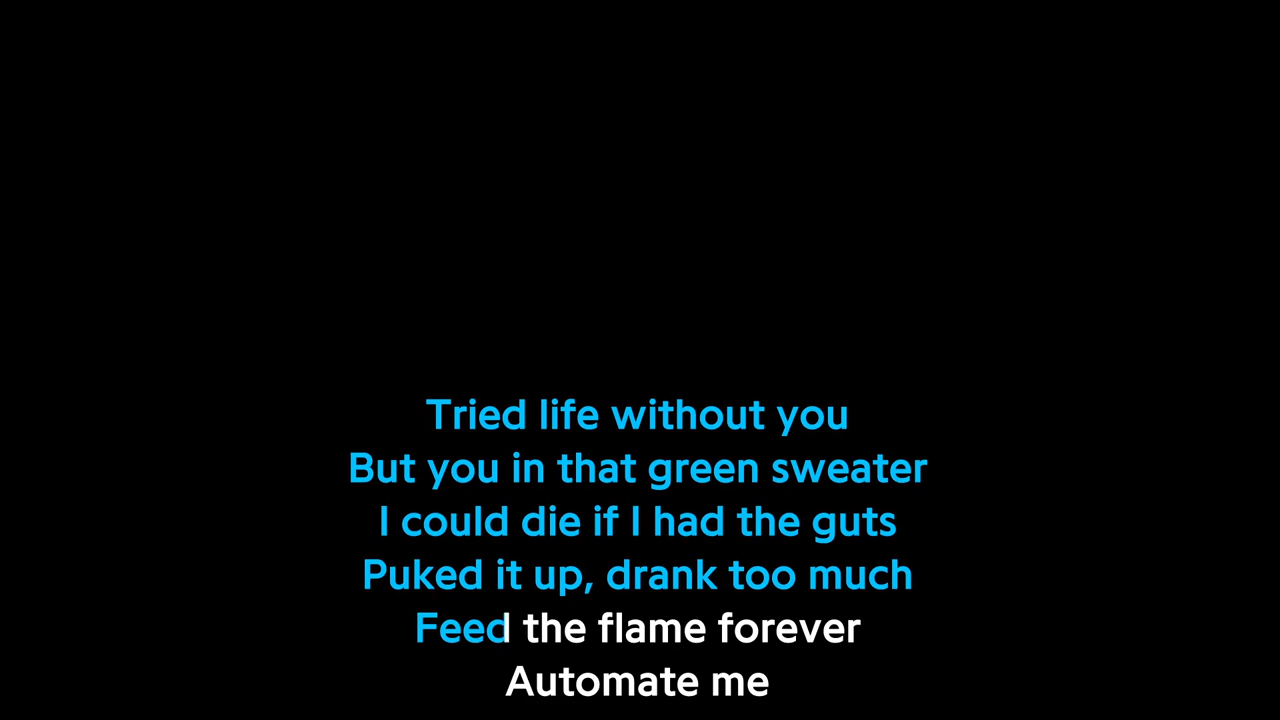 Tried life without you
But you in that green sweater
I could die if I had the guts
Puked it up, drank too much
Feed the flame forever
Automate me